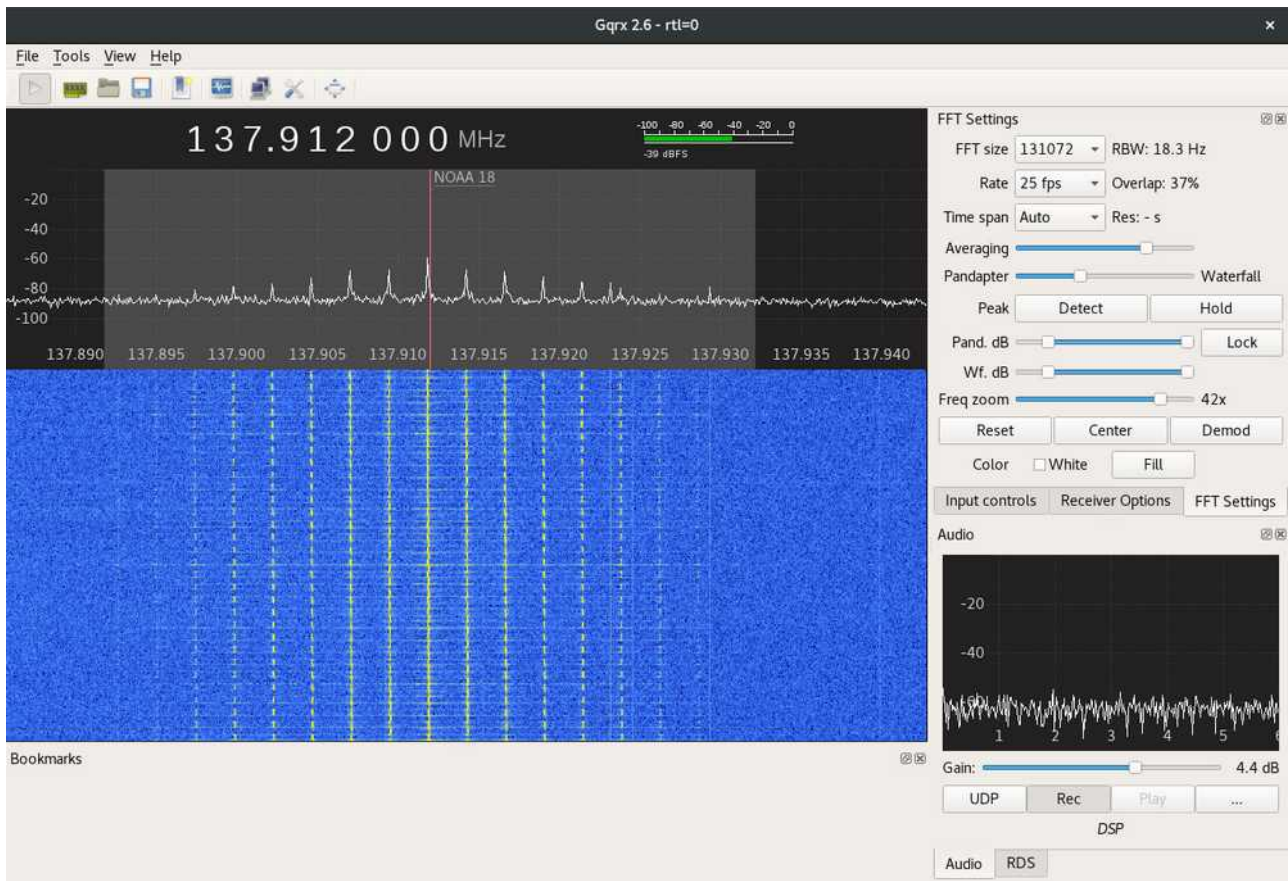 Gqrx 2.6 - rtl=0
File Tools View Help
137.912 000 MHz
-100 -80 -60 -40 -20 0
-39 dBFS
NOAA 18
-20
-40
-60
-80
-100
137.890 137.895 137.900 137.905 137.910 137.915 137.920 137.925 137.930 137.935 137.940
Bookmarks
FFT Settings
FFT size 131072 RBW: 18.3 Hz
Rate 25 fps Overlap: 37%
Time span Auto Res: - s
Averaging
Pandapter Waterfall
Peak Detect Hold
Pand. dB Lock
Wf. dB
Freq zoom 42x
Reset Center Demod
Color White Fill
Input controls Receiver Options FFT Settings
Audio
-20
-40
-60
1 2 3 4 5 6
Gain: 4.4 dB
UDP Rec Play ...
DSP
Audio RDS